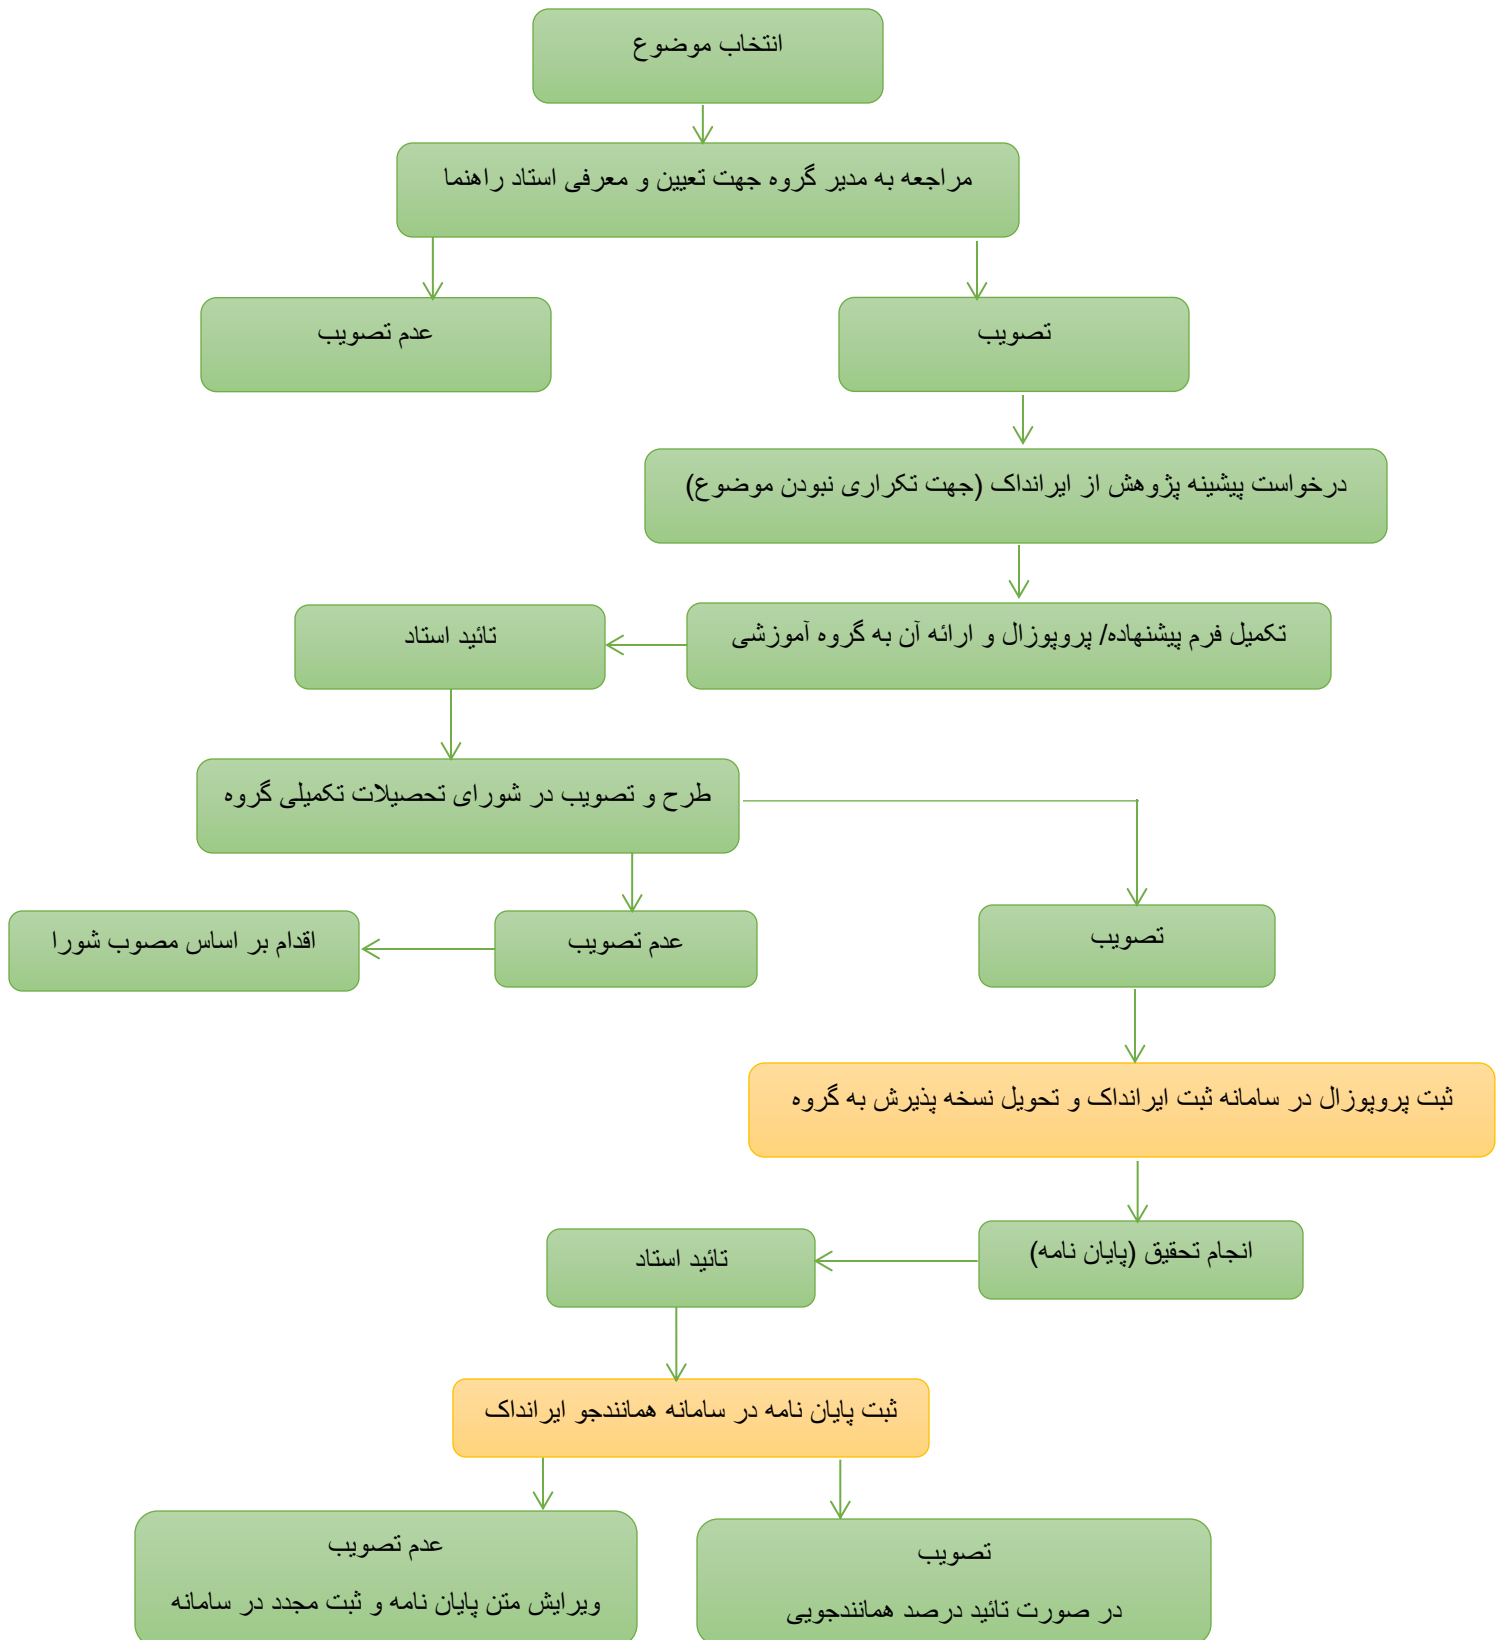 انتخاب موضوع
مراجعه به مدیر گروه جهت تعیین و معرفی استاد راهنما
تصویب
عدم تصویب
درخواست پیشینه پژوهش از ایرانداک (جهت تکراری نبودن موضوع)
تکمیل فرم پیشنهاده/ پروپوزال و ارائه آن به گروه آموزشی
تائید استاد
طرح و تصویب در شورای تحصیلات تکمیلی گروه
تصویب
عدم تصویب
اقدام بر اساس مصوب شورا
ثبت پروپوزال در سامانه ثبت ایرانداک و تحویل نسخه پذیرش به گروه
انجام تحقیق (پایان نامه)
تائید استاد
ثبت پایان نامه در سامانه همانندجو ایرانداک
تصویب
در صورت تائید درصد همانندجویی
عدم تصویب
ویرایش متن پایان نامه و ثبت مجدد در سامانه